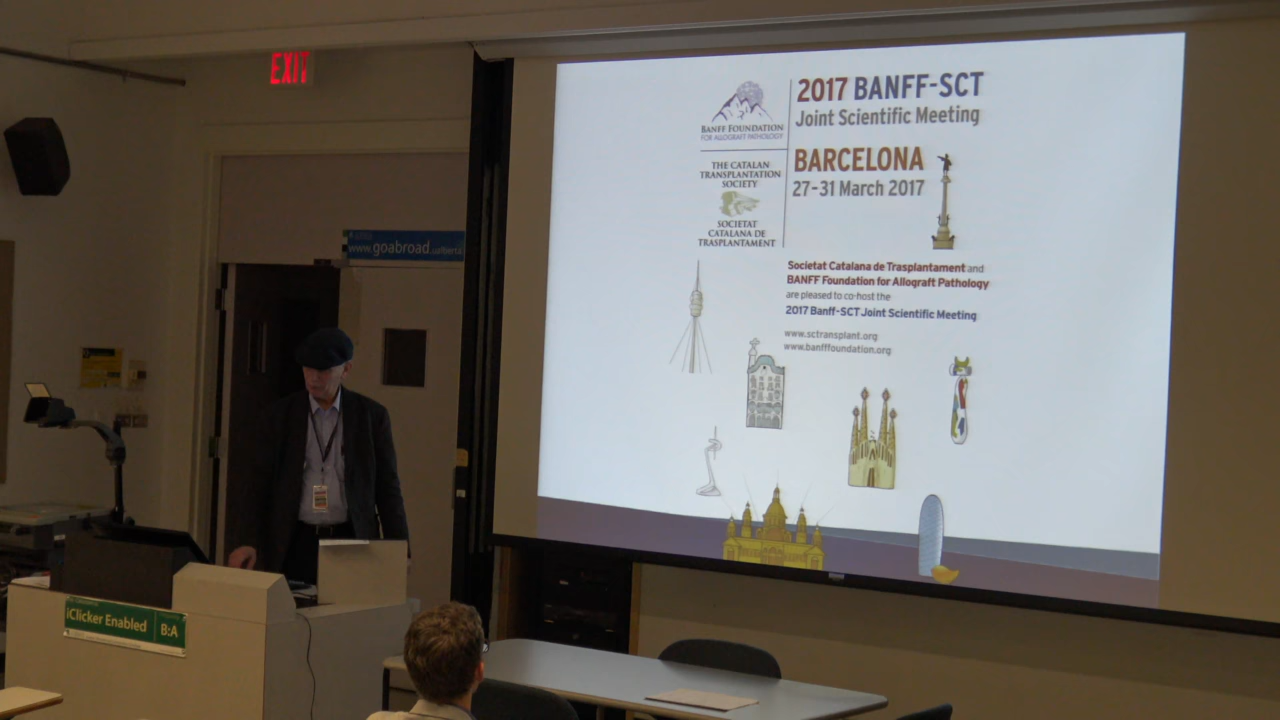 EXIT
www.goabroad.ualberta
iClicker Enabled
B:A
BANFF FOUNDATION
FOR ALLOGRAFT PATHOLOGY
THE CATALAN
TRANSPLANTATION
SOCIETY
SOCIETAT
CATALANA DE
TRASPLANTAMENT
2017 BANFF-SCT
Joint Scientific Meeting
BARCELONA
27-31 March 2017
Societat Catalana de Trasplantament and
BANFF Foundation for Allograft Pathology
are pleased to co-host the
2017 Banff-SCT Joint Scientific Meeting
www.sctransplant.org
www.banfffoundation.org